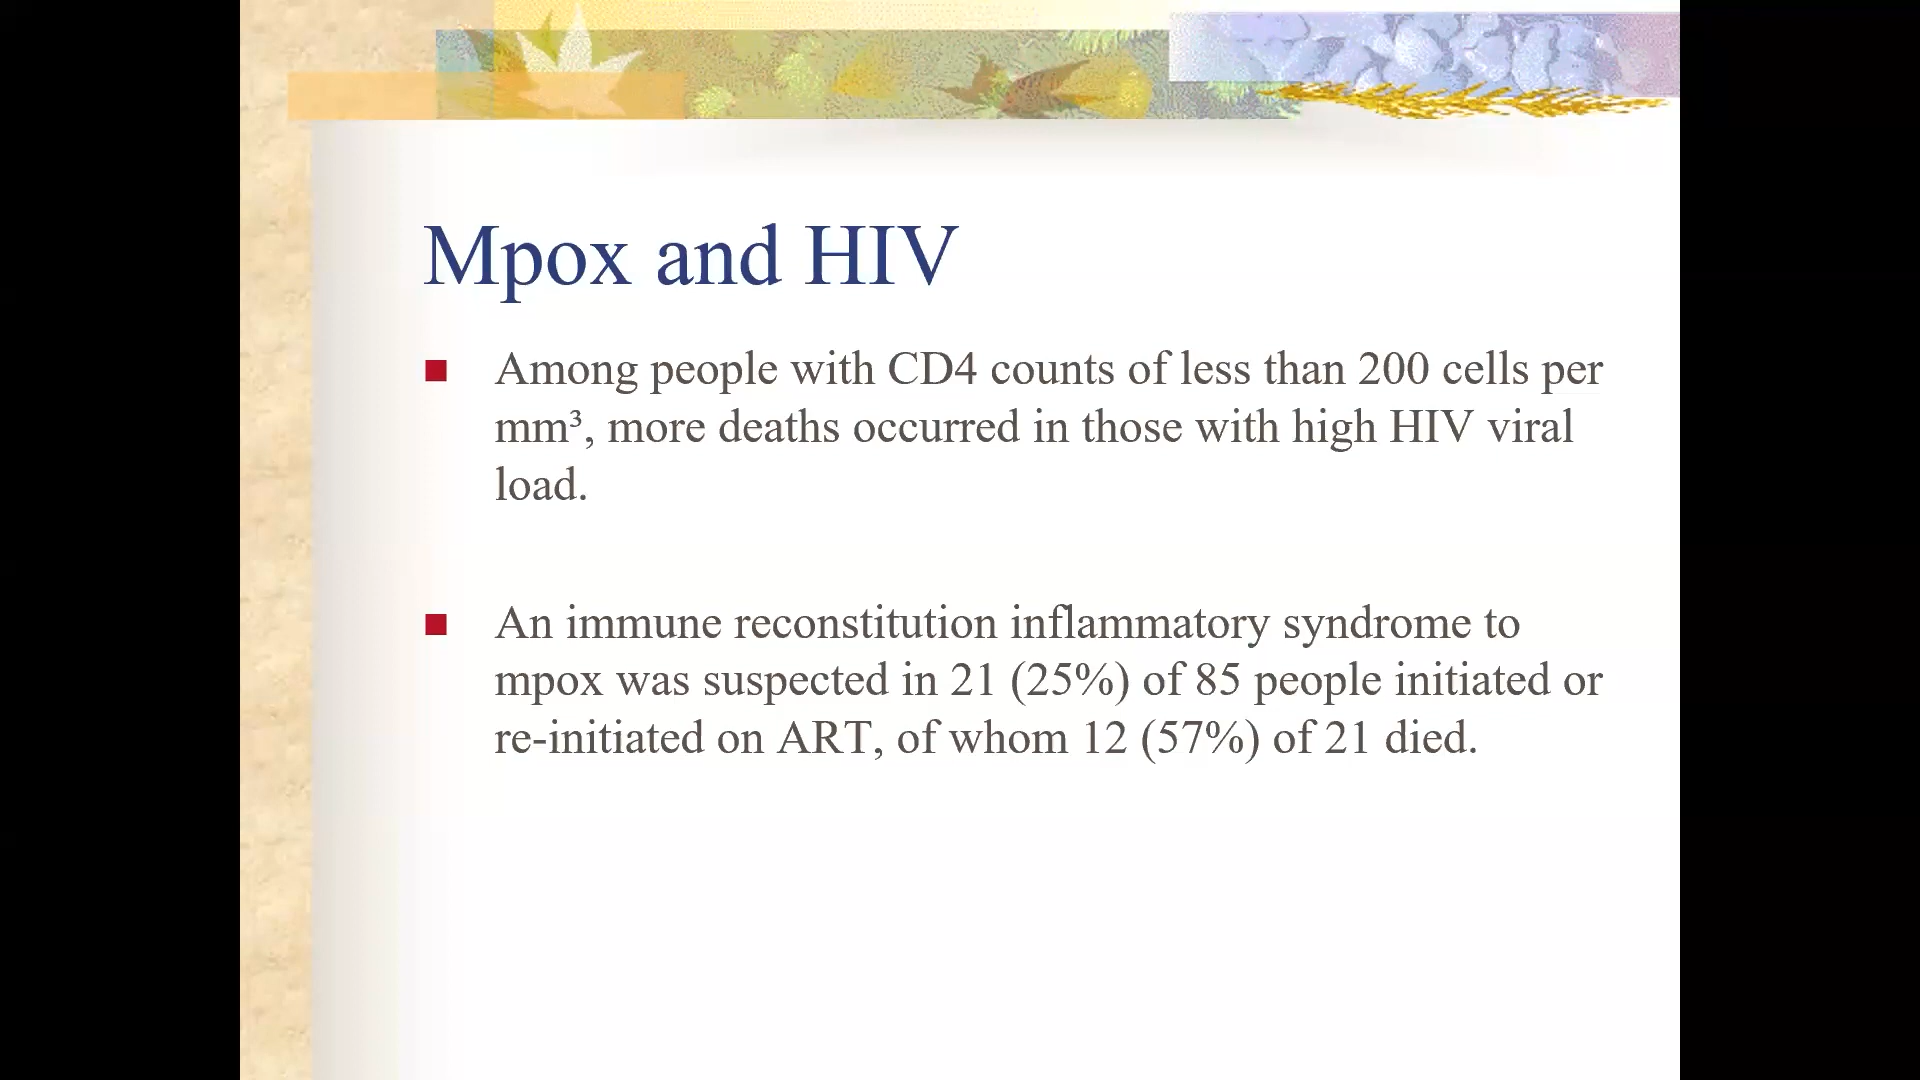 Mpox and HIV
Among people with CD4 counts of less than 200 cells per
mm³, more deaths occurred in those with high HIV viral
load.
An immune reconstitution inflammatory syndrome to
mpox was suspected in 21 (25%) of 85 people initiated or
re-initiated on ART, of whom 12 (57%) of 21 died.